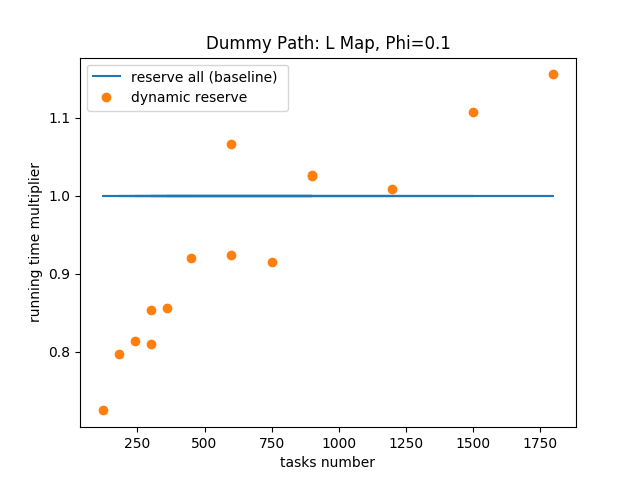 Dummy Path: L Map, Phi=0.1
reserve all (baseline)
dynamic reserve
running time multiplier
1.1
1.0
0.9
0.8
250 500 750 1000 1250 1500 1750
tasks number